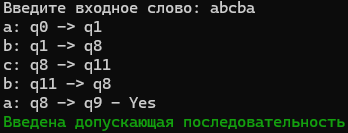 Введите входное слово: abcba
a: q0 -> q1
b: q1 -> q8
c: q8 -> q11
b: q11 -> q8
a: q8 -> q9 - Yes
Введена допускающая последовательность